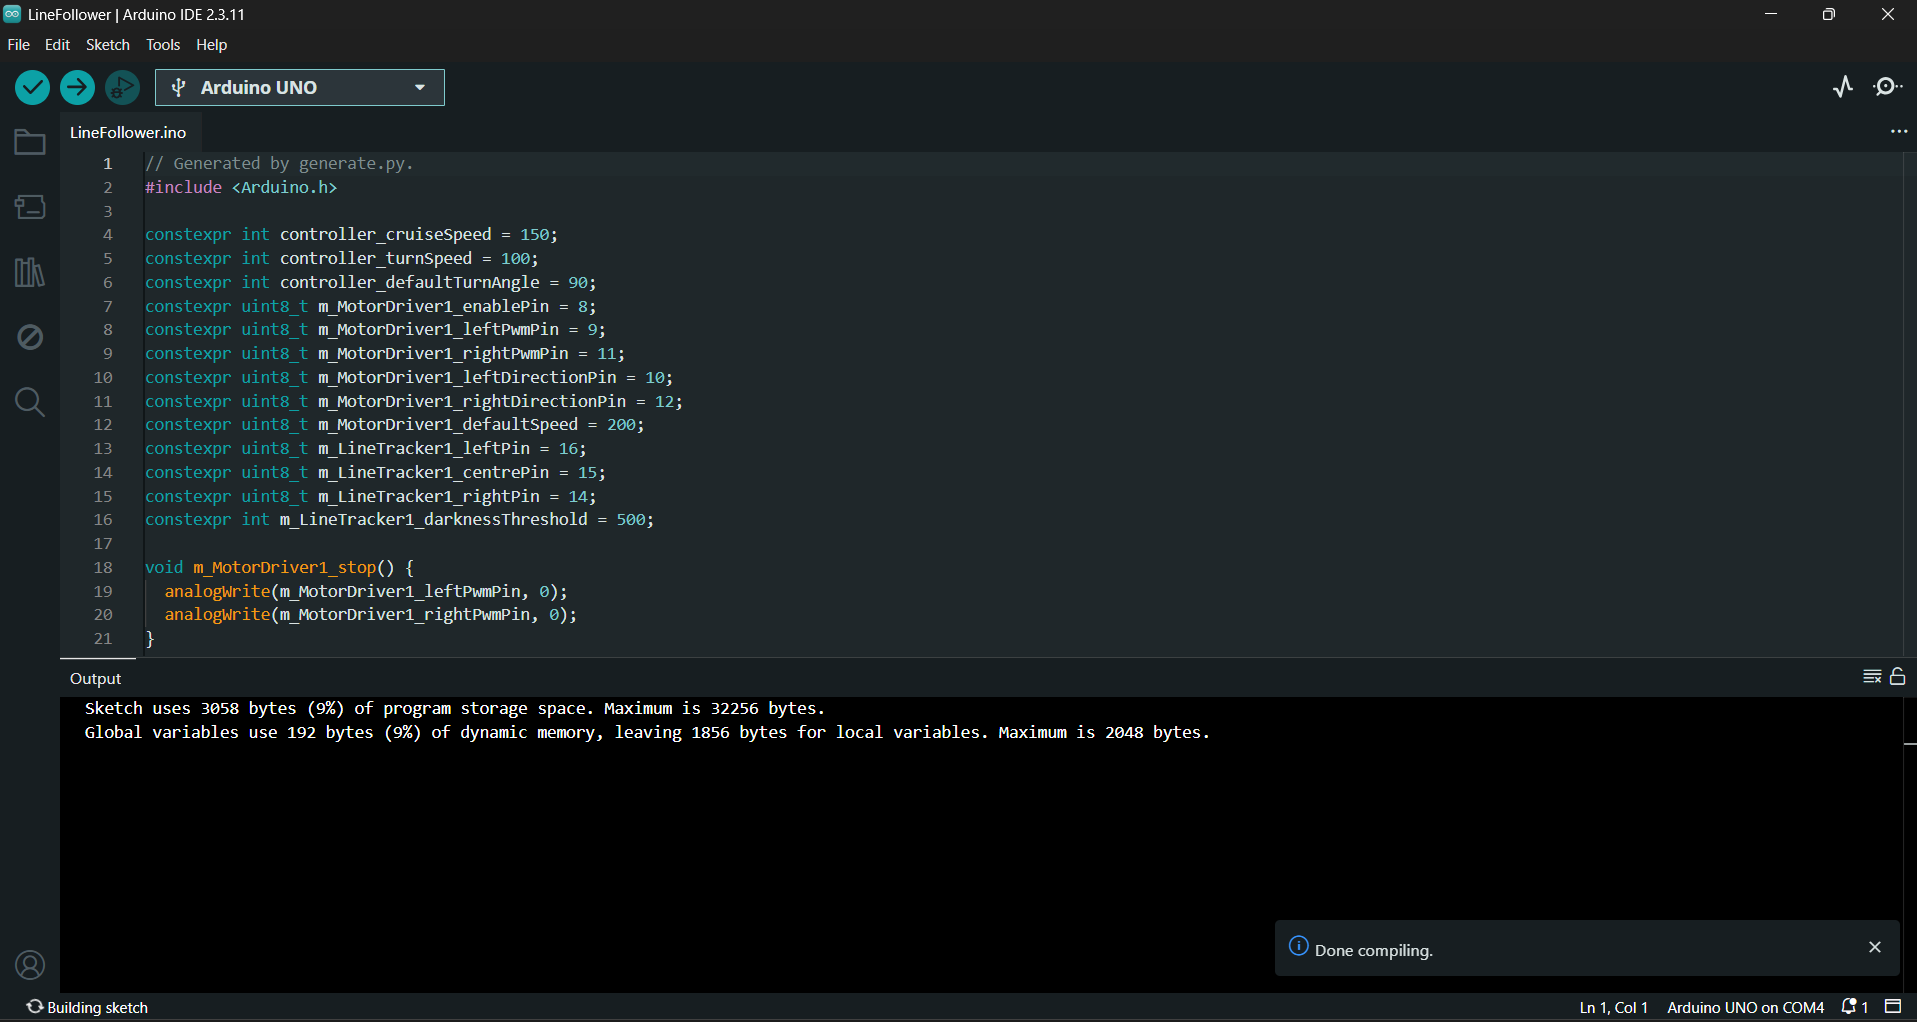 LineFollower | Arduino IDE 2.3.11
File Edit Sketch Tools Help
Arduino UNO
LineFollower.ino
1 // Generated by generate.py.
2 #include <Arduino.h>
3
4 constexpr int controller_cruiseSpeed = 150;
5 constexpr int controller_turnSpeed = 100;
6 constexpr int controller_defaultTurnAngle = 90;
7 constexpr uint8_t m_MotorDriver1_enablePin = 8;
8 constexpr uint8_t m_MotorDriver1_leftPwmPin = 9;
9 constexpr uint8_t m_MotorDriver1_rightPwmPin = 11;
10 constexpr uint8_t m_MotorDriver1_leftDirectionPin = 10;
11 constexpr uint8_t m_MotorDriver1_rightDirectionPin = 12;
12 constexpr uint8_t m_MotorDriver1_defaultSpeed = 200;
13 constexpr uint8_t m_LineTracker1_leftPin = 16;
14 constexpr uint8_t m_LineTracker1_centrePin = 15;
15 constexpr uint8_t m_LineTracker1_rightPin = 14;
16 constexpr int m_LineTracker1_darknessThreshold = 500;
17
18 void m_MotorDriver1_stop() {
19 analogWrite(m_MotorDriver1_leftPwmPin, 0);
20 analogWrite(m_MotorDriver1_rightPwmPin, 0);
21 }
Output
Sketch uses 3058 bytes (9%) of program storage space. Maximum is 32256 bytes.
Global variables use 192 bytes (9%) of dynamic memory, leaving 1856 bytes for local variables. Maximum is 2048 bytes.
Done compiling.
Building sketch
Ln 1, Col 1 Arduino UNO on COM4 1